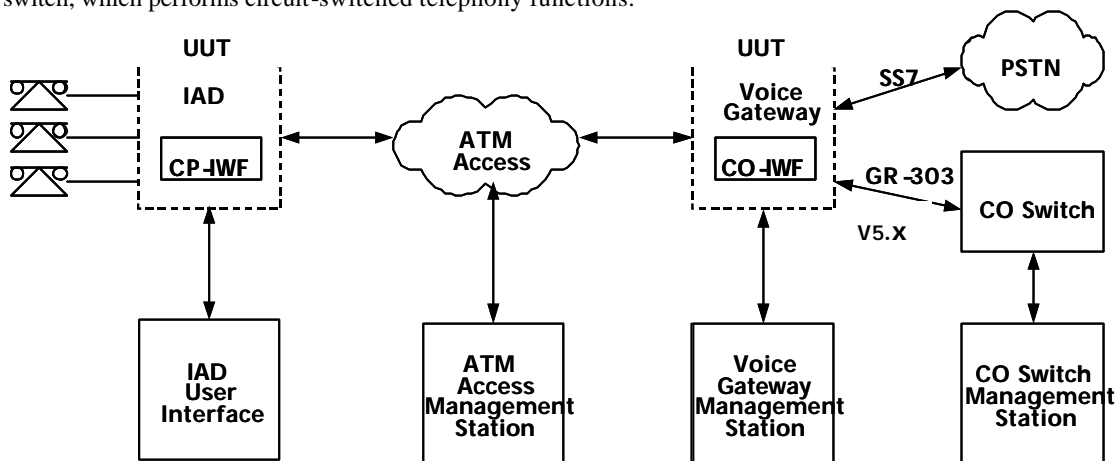 switch, which performs circuit-switched telephony functions.
UUT
IAD
CP-IWF
ATM
Access
UUT
Voice
Gateway
CO-IWF
SS7
PSTN
GR-303
V5.X
CO Switch
IAD
User
Interface
ATM
Access
Management
Station
Voice
Gateway
Management
Station
CO Switch
Management
Station